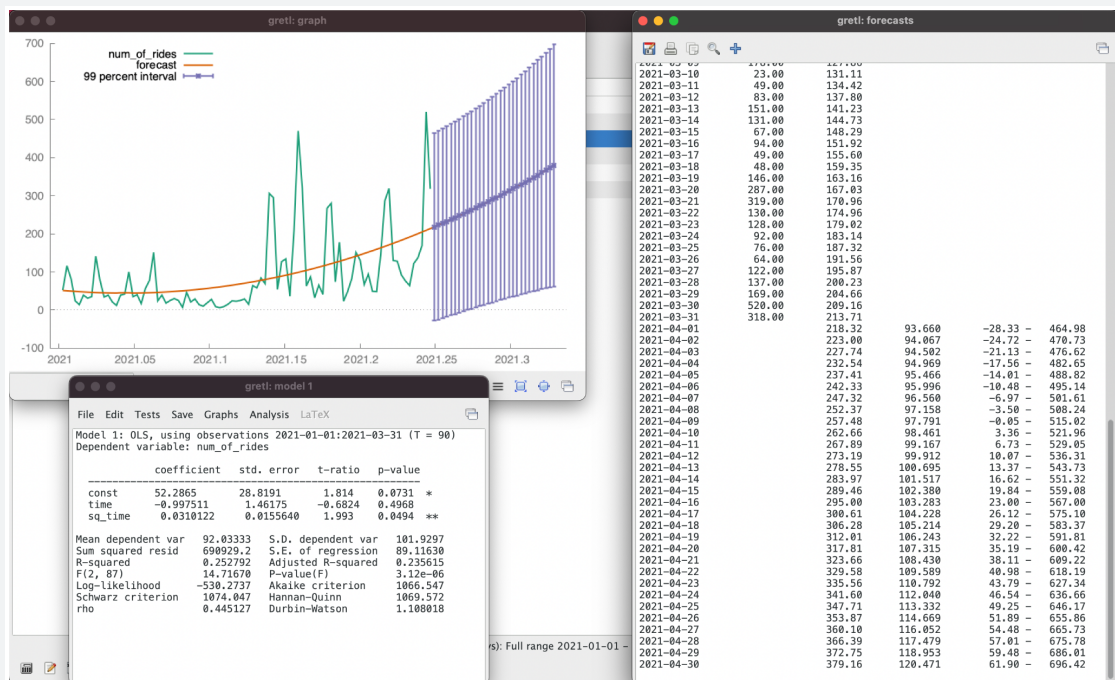 gretl: graph
700
600
500
400
300
200
100
0
-100
num_of_rides
forecast
99 percent interval
2021 2021.05 2021.1 2021.15 2021.2 2021.25 2021.3
gretl: model 1
File Edit Tests Save Graphs Analysis LaTeX
Model 1: OLS, using observations 2021-01-01:2021-03-31 (T = 90)
Dependent variable: num_of_rides
coefficient std. error t-ratio p-value
const 52.2865 28.8191 1.814 0.0731 *
time -0.997511 1.46175 -0.6824 0.4968
sq_time 0.0310122 0.0155640 1.993 0.0494 **
Mean dependent var 92.03333 S.D. dependent var 101.9297
Sum squared resid 690929.2 S.E. of regression 89.11630
R-squared 0.252792 Adjusted R-squared 0.235615
F(2, 87) 14.71670 P-value(F) 3.12e-06
Log-likelihood -530.2737 Akaike criterion 1066.547
Schwarz criterion 1074.047 Hannan-Quinn 1069.572
rho 0.445127 Durbin-Watson 1.108018
Full range 2021-01-01 -
gretl: forecasts
2021-03-10 23.00 131.11
2021-03-11 49.00 134.42
2021-03-12 83.00 137.80
2021-03-13 151.00 141.23
2021-03-14 131.00 144.73
2021-03-15 67.00 148.29
2021-03-16 94.00 151.92
2021-03-17 49.00 155.60
2021-03-18 48.00 159.35
2021-03-19 146.00 163.16
2021-03-20 287.00 167.03
2021-03-21 319.00 170.96
2021-03-22 130.00 174.96
2021-03-23 128.00 179.02
2021-03-24 92.00 183.14
2021-03-25 76.00 187.32
2021-03-26 64.00 191.56
2021-03-27 122.00 195.87
2021-03-28 137.00 200.23
2021-03-29 169.00 204.66
2021-03-30 520.00 209.16
2021-03-31 318.00 213.71
2021-04-01 218.32 93.660 -28.33 - 464.98
2021-04-02 223.00 94.067 -24.72 - 470.73
2021-04-03 227.74 94.502 -21.13 - 476.62
2021-04-04 232.54 94.969 -17.56 - 482.65
2021-04-05 237.41 95.466 -14.01 - 488.82
2021-04-06 242.33 95.996 -10.48 - 495.14
2021-04-07 247.32 96.560 -6.97 - 501.61
2021-04-08 252.37 97.158 -3.50 - 508.24
2021-04-09 257.48 97.791 -0.05 - 515.02
2021-04-10 262.66 98.461 3.36 - 521.96
2021-04-11 267.89 99.167 6.73 - 529.05
2021-04-12 273.19 99.912 10.07 - 536.31
2021-04-13 278.55 100.695 13.37 - 543.73
2021-04-14 283.97 101.517 16.62 - 551.32
2021-04-15 289.46 102.380 19.84 - 559.08
2021-04-16 295.00 103.283 23.00 - 567.00
2021-04-17 300.61 104.228 26.12 - 575.10
2021-04-18 306.28 105.214 29.20 - 583.37
2021-04-19 312.01 106.243 32.22 - 591.81
2021-04-20 317.81 107.315 35.19 - 600.42
2021-04-21 323.66 108.430 38.11 - 609.22
2021-04-22 329.58 109.589 40.98 - 618.19
2021-04-23 335.56 110.792 43.79 - 627.34
2021-04-24 341.60 112.040 46.54 - 636.66
2021-04-25 347.71 113.332 49.25 - 646.17
2021-04-26 353.87 114.669 51.89 - 655.86
2021-04-27 360.10 116.052 54.48 - 665.73
2021-04-28 366.39 117.479 57.01 - 675.78
2021-04-29 372.75 118.953 59.48 - 686.01
2021-04-30 379.16 120.471 61.90 - 696.42